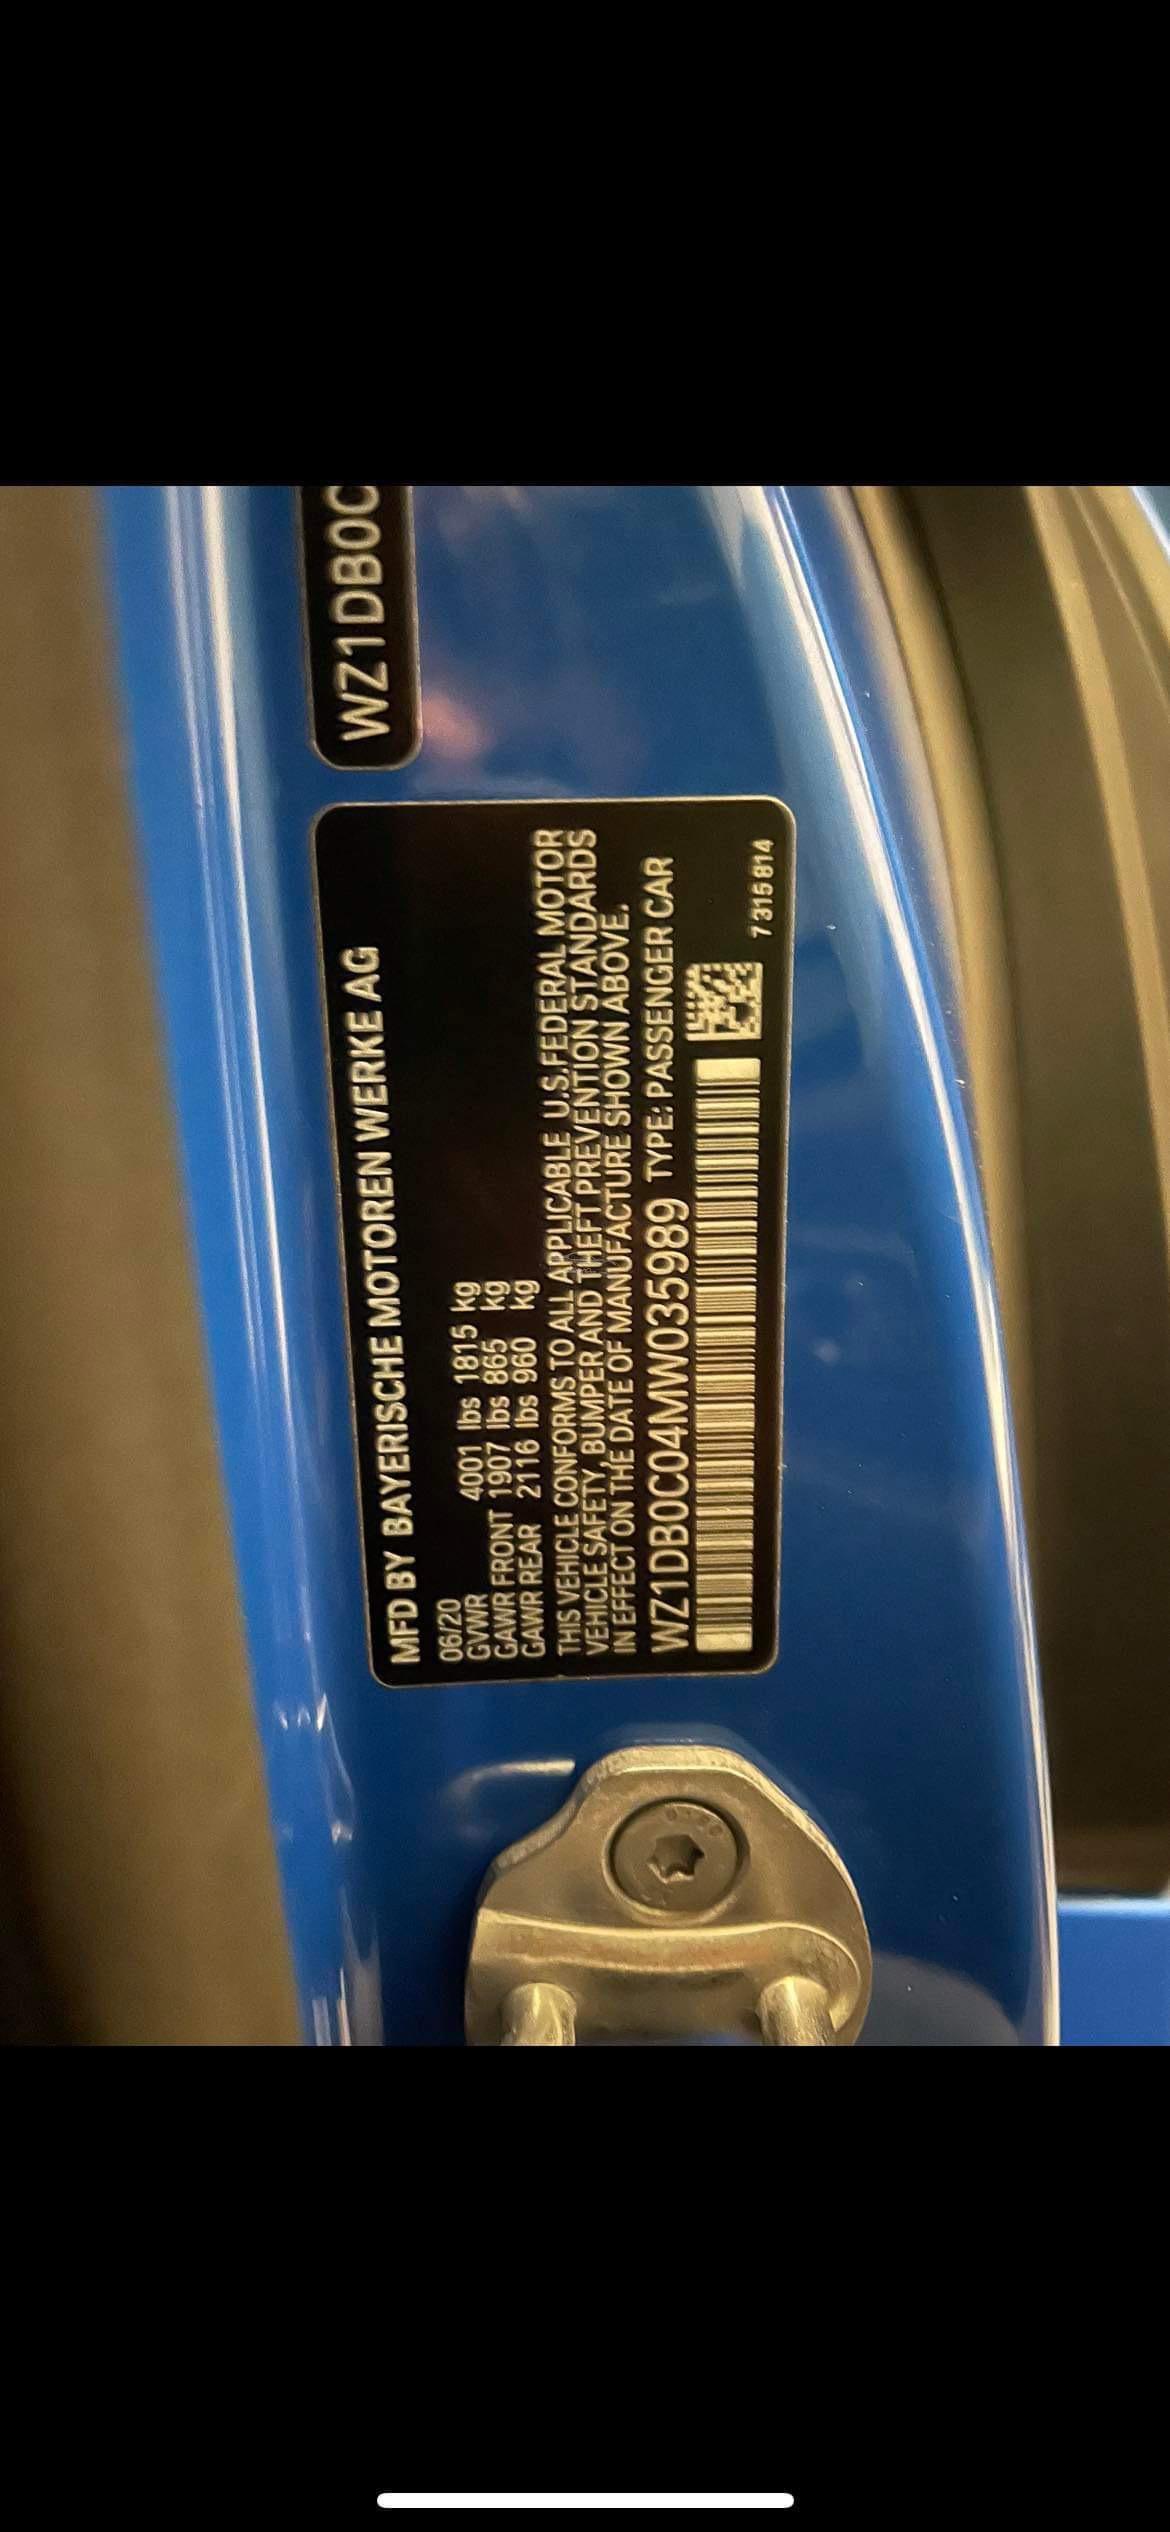 WZ1DB0C
MFD BY BAYERISCHE MOTOREN WERKE AG
06/20
GVWR 4001 lbs 1815 kg
GAWR FRONT 1907 lbs 865 kg
GAWR REAR 2116 lbs 960 kg
THIS VEHICLE CONFORMS TO ALL APPLICABLE U.S.FEDERAL MOTOR
VEHICLE SAFETY, BUMPER AND THEFT PREVENTION STANDARDS
IN EFFECT ON THE DATE OF MANUFACTURE SHOWN ABOVE.
WZ1DB0C04MW035989 TYPE: PASSENGER CAR
7315814